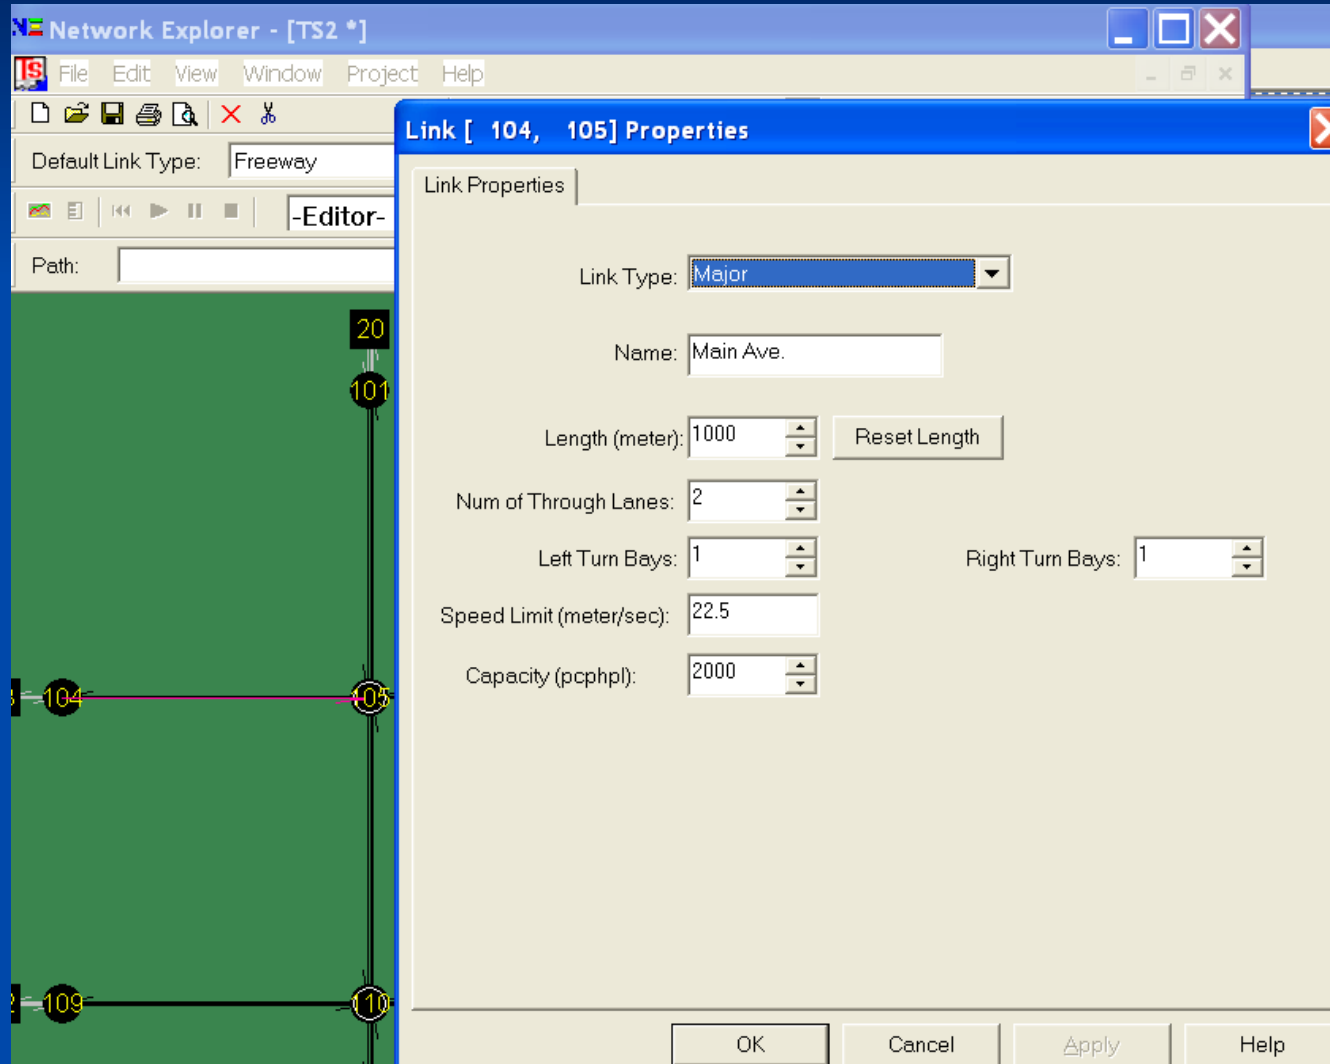 Network Explorer - [TS2 *]
TS File Edit View Window Project Help
Default Link Type: Freeway
-Editor-
Path:
20
101
104 105
109 110
Link [ 104, 105] Properties
Link Properties
Link Type: Major
Name: Main Ave.
Length (meter): 1000 Reset Length
Num of Through Lanes: 2
Left Turn Bays: 1 Right Turn Bays: 1
Speed Limit (meter/sec): 22.5
Capacity (pcphpl): 2000
OK Cancel Apply Help